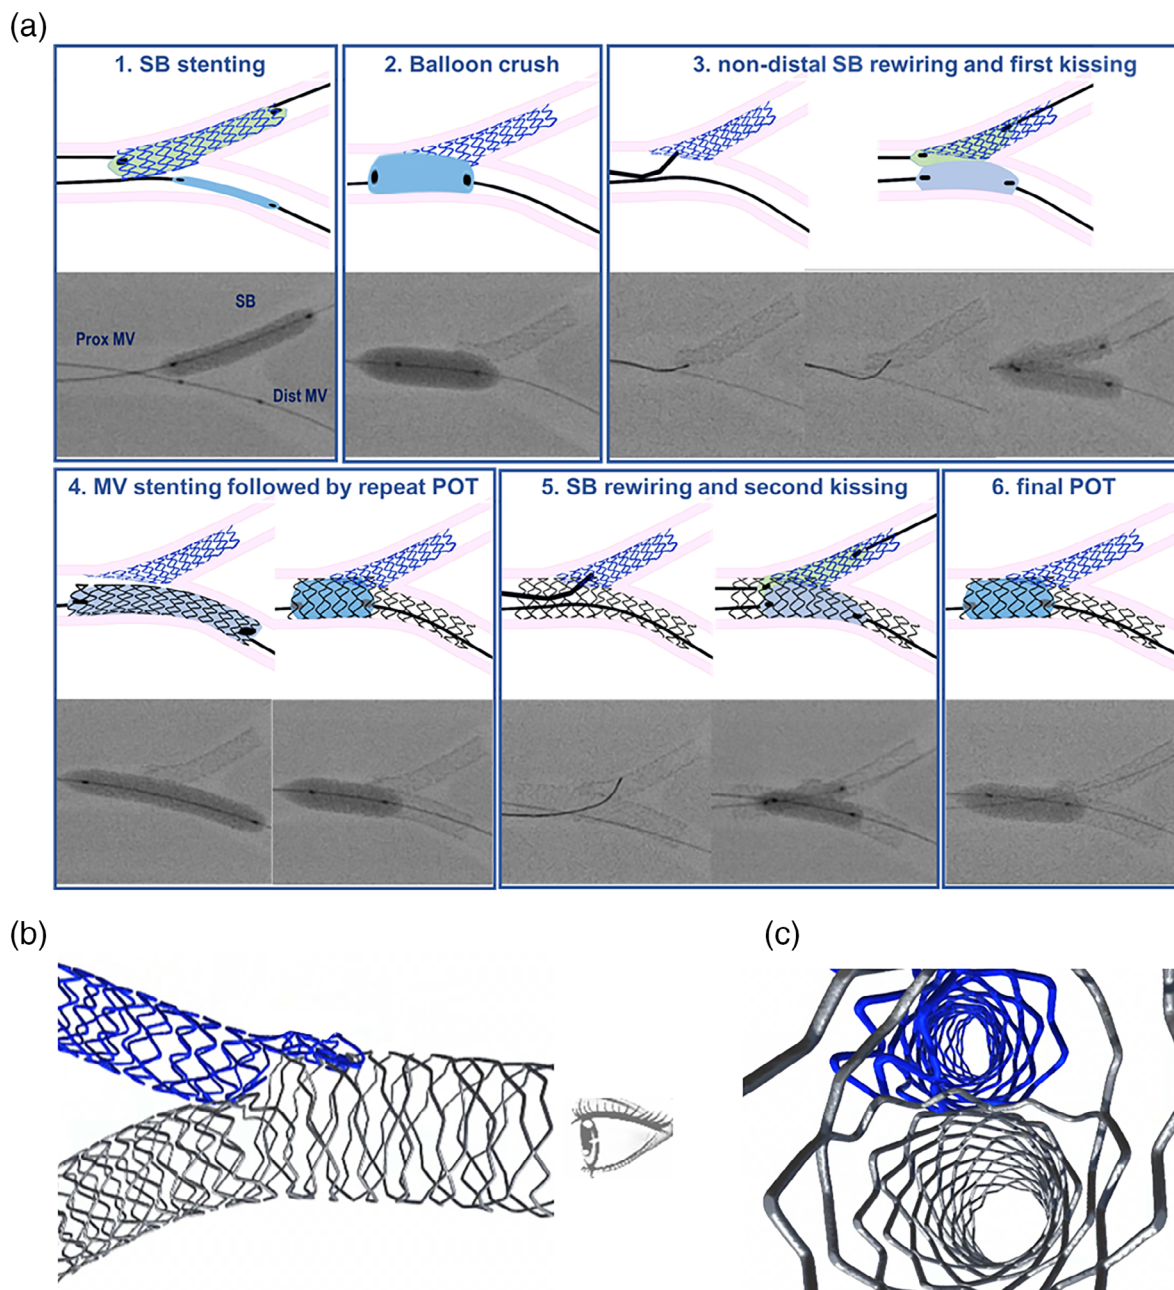 (a)
1. SB stenting
2. Balloon crush
3. non-distal SB rewiring and first kissing
SB
Prox MV
Dist MV
4. MV stenting followed by repeat POT
5. SB rewiring and second kissing
6. final POT
(b)
(c)